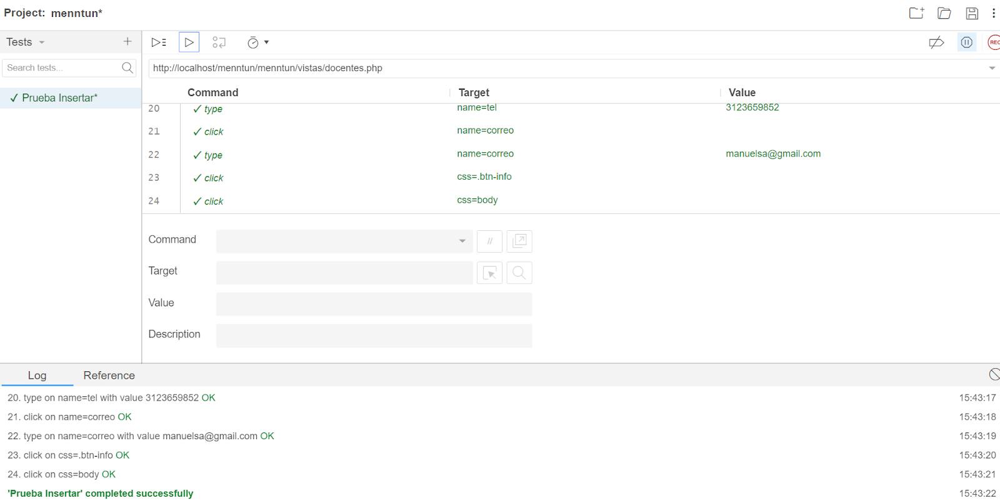 Project: menntun*
Tests
Search tests...
✓ Prueba Insertar*
REC
http://localhost/menntun/menntun/vistas/docentes.php
Command Target Value
20 ✓ type name=tel 3123659852
21 ✓ click name=correo
22 ✓ type name=correo manuelsa@gmail.com
23 ✓ click css=.btn-info
24 ✓ click css=body
Command //
Target
Value
Description
Log Reference
20. type on name=tel with value 3123659852 OK 15:43:17
21. click on name=correo OK 15:43:18
22. type on name=correo with value manuelsa@gmail.com OK 15:43:19
23. click on css=.btn-info OK 15:43:20
24. click on css=body OK 15:43:21
'Prueba Insertar' completed successfully 15:43:22